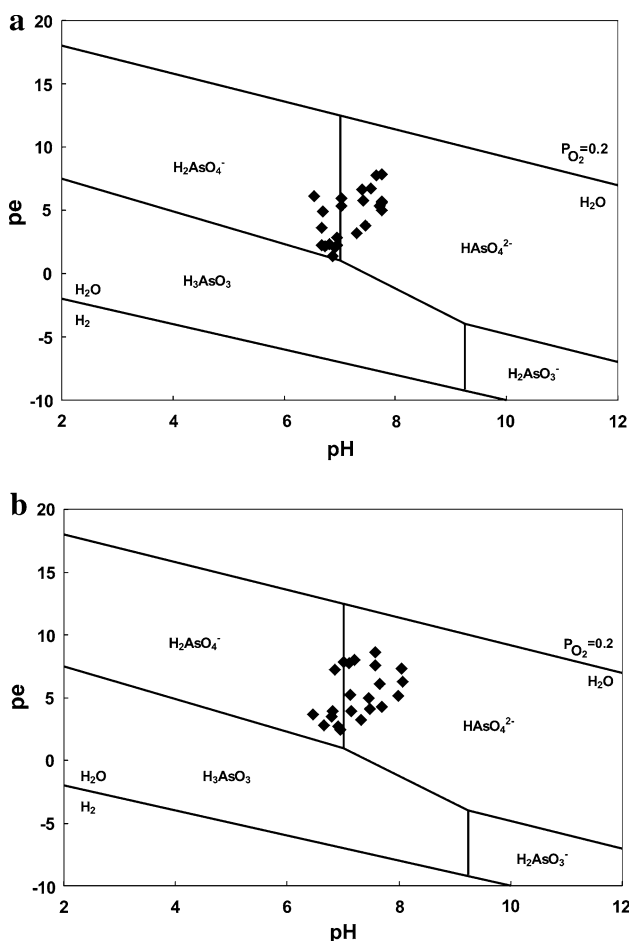 a
20
15
10
5
0
-5
-10
pe
H₂AsO₄⁻
P_O₂=0.2
H₂O
HAsO₄²⁻
H₃AsO₃
H₂O
H₂
H₂AsO₃⁻
2 4 6 8 10 12
pH
b
20
15
10
5
0
-5
-10
pe
H₂AsO₄⁻
P_O₂=0.2
H₂O
HAsO₄²⁻
H₃AsO₃
H₂O
H₂
H₂AsO₃⁻
2 4 6 8 10 12
pH